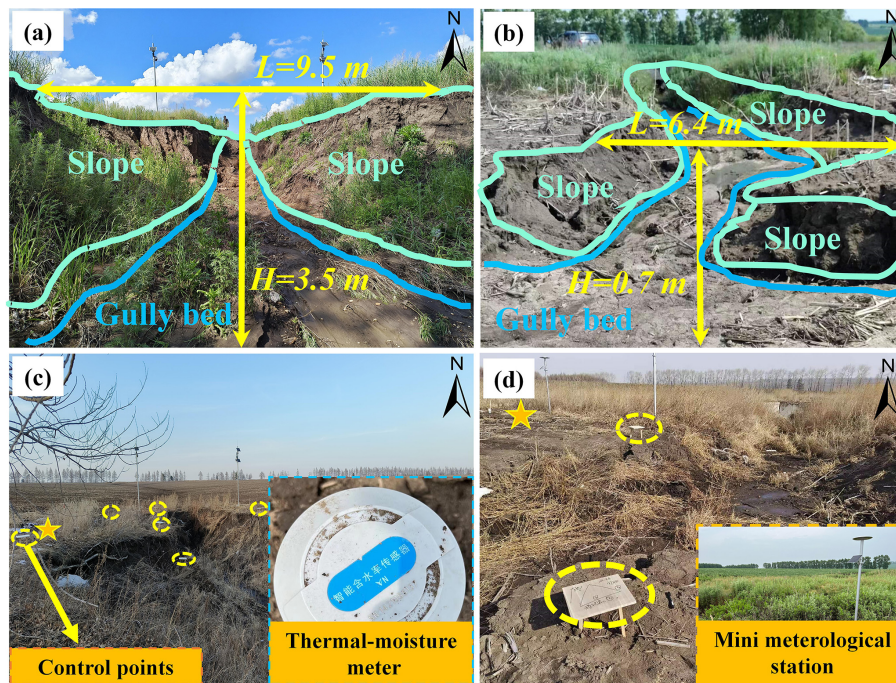 (a)
N
L=9.5 m
Slope
Slope
H=3.5 m
Gully bed
(b)
N
Slope
L=6.4 m
Slope
Slope
H=0.7 m
Gully bed
(c)
N
智能含水率传感器
VN
Control points
Thermal-moisture
meter
(d)
N
Mini meterological
station